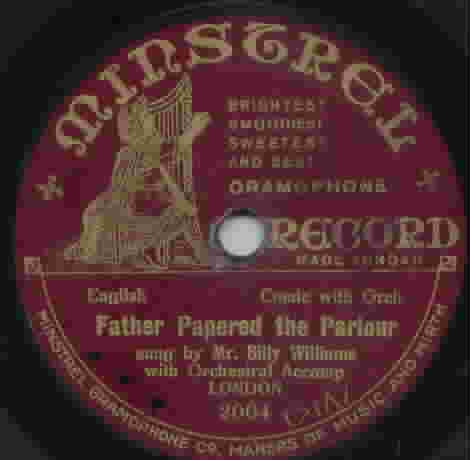 MINSTREL
BRIGHTEST
SMOOTHEST
SWEETEST
AND BEST
GRAMOPHONE
RECORD
MADE
English Comic with Orch.
Father Papered the Parlour
sung by Mr. Billy Williams
with Orchestral Accomp
LONDON
2004
MINSTREL GRAMOPHONE CO, MAKERS OF MUSIC AND MIRTH